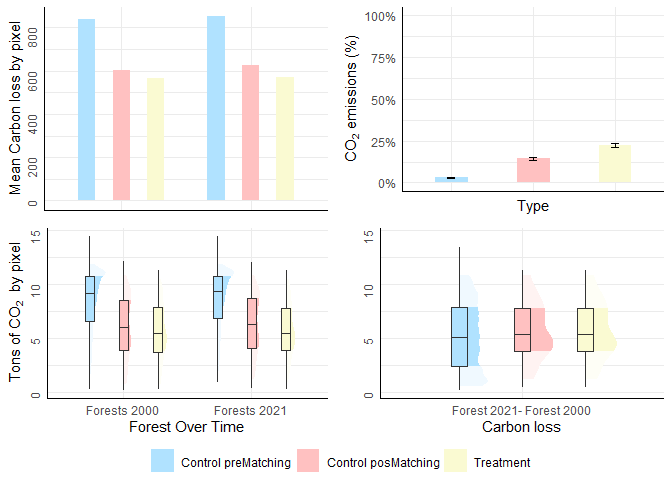 Mean Carbon loss by pixel
800
600
400
200
0
CO2 emissions (%)
100%
75%
50%
25%
0%
Type
Tons of CO2 by pixel
15
10
5
0
Forests 2000
Forests 2021
Forest Over Time
15
10
5
0
Forest 2021- Forest 2000
Carbon loss
Control preMatching
Control posMatching
Treatment